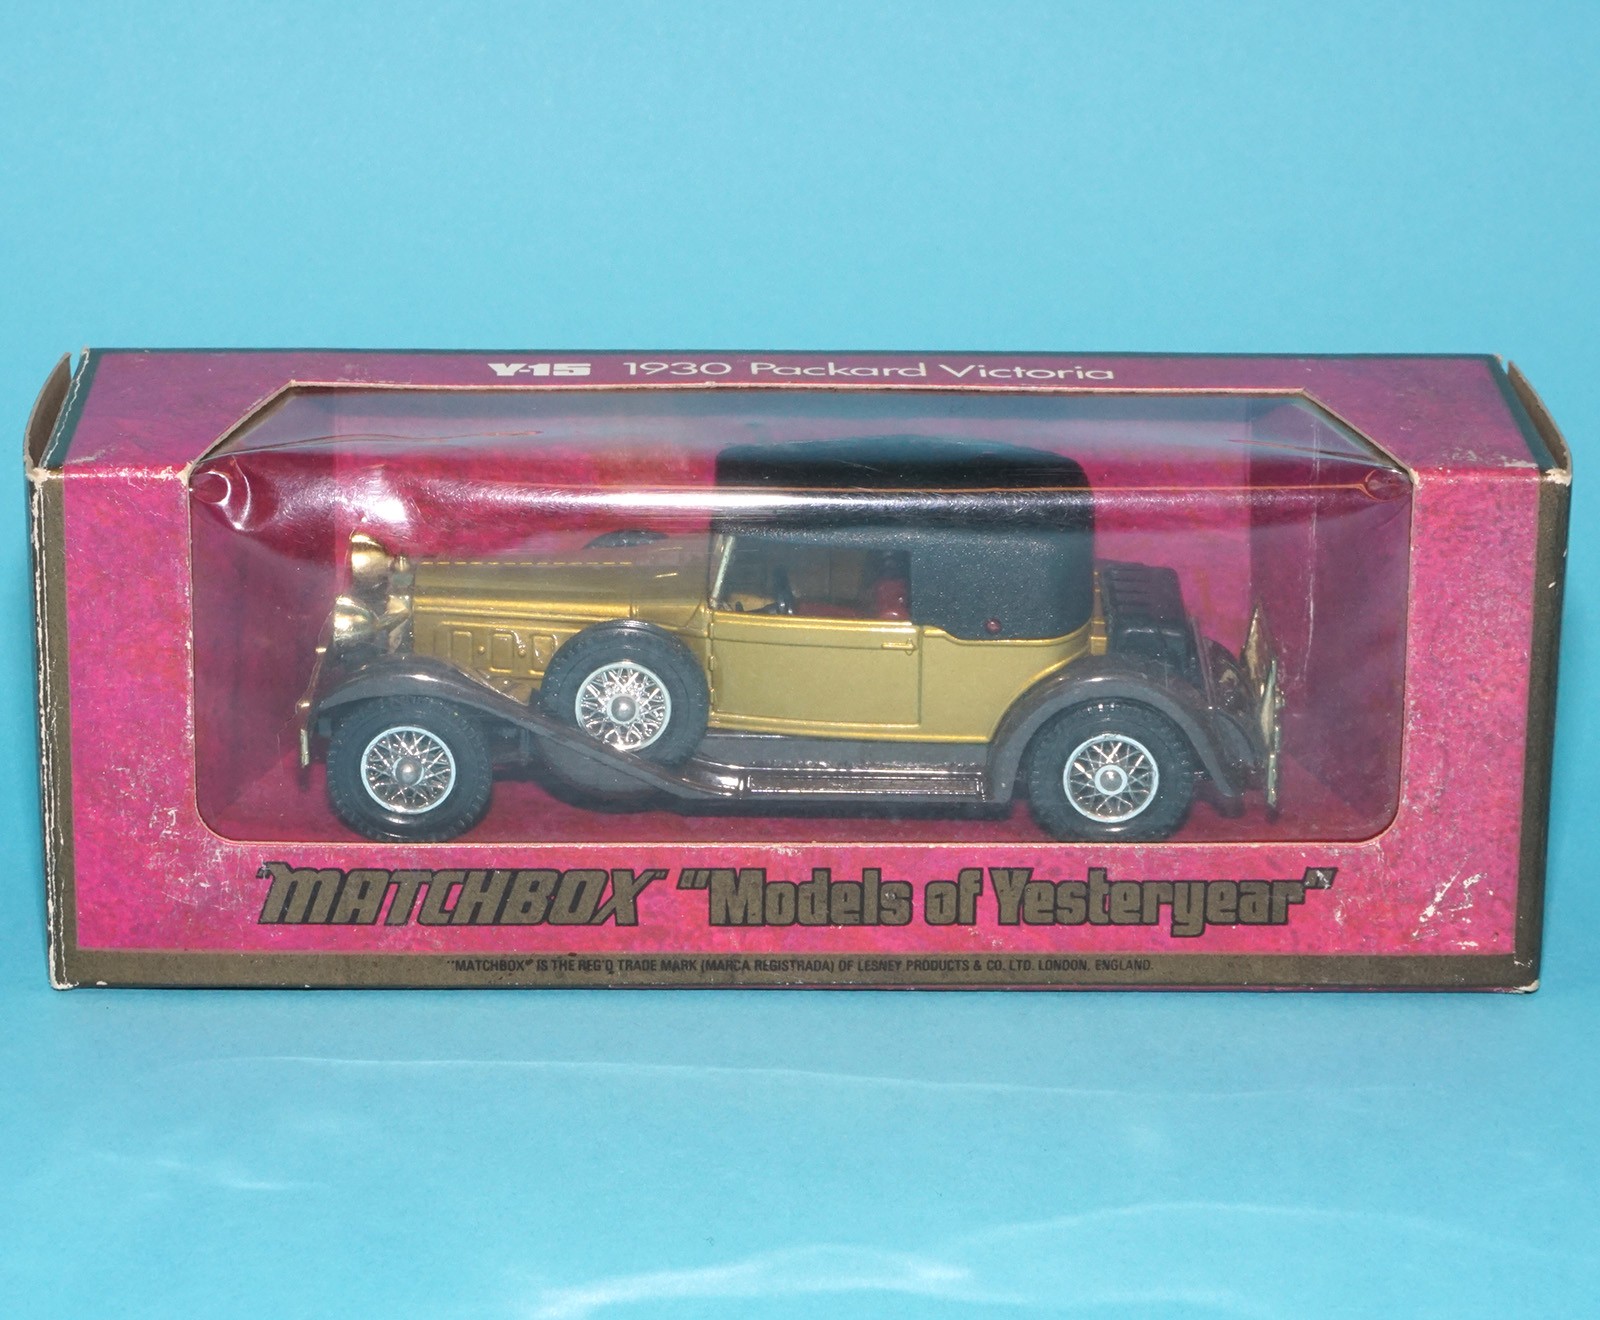 Y-15 1930 Packard Victoria
"MATCHBOX" "Models of Yesteryear"
"MATCHBOX" IS THE REG'D TRADE MARK (MARCA REGISTRADA) OF LESNEY PRODUCTS & CO. LTD. LONDON, ENGLAND.